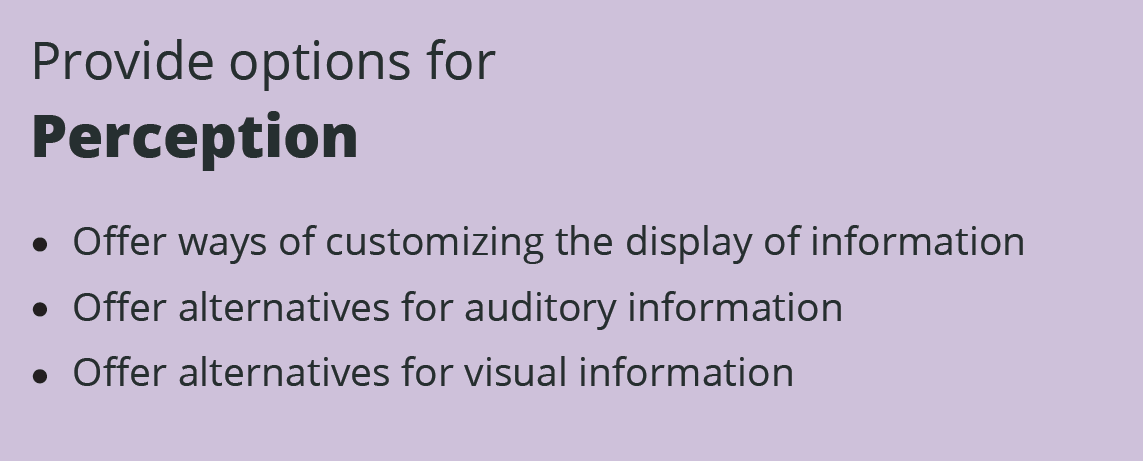 Provide options for
Perception
• Offer ways of customizing the display of information
• Offer alternatives for auditory information
• Offer alternatives for visual information